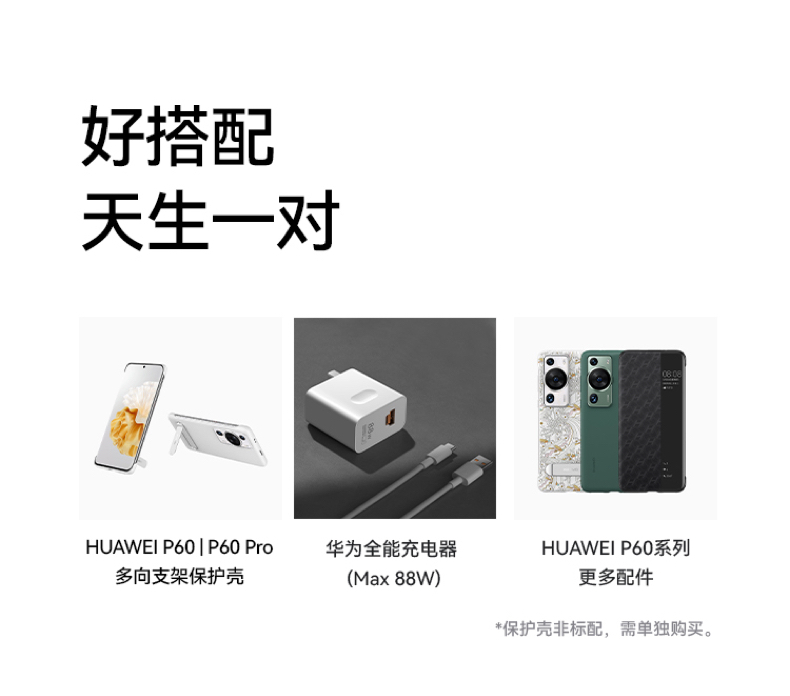 好搭配
天生一对
HUAWEI P60 | P60 Pro
多向支架保护壳
华为全能充电器
(Max 88W)
HUAWEI P60系列
更多配件
*保护壳非标配，需单独购买。